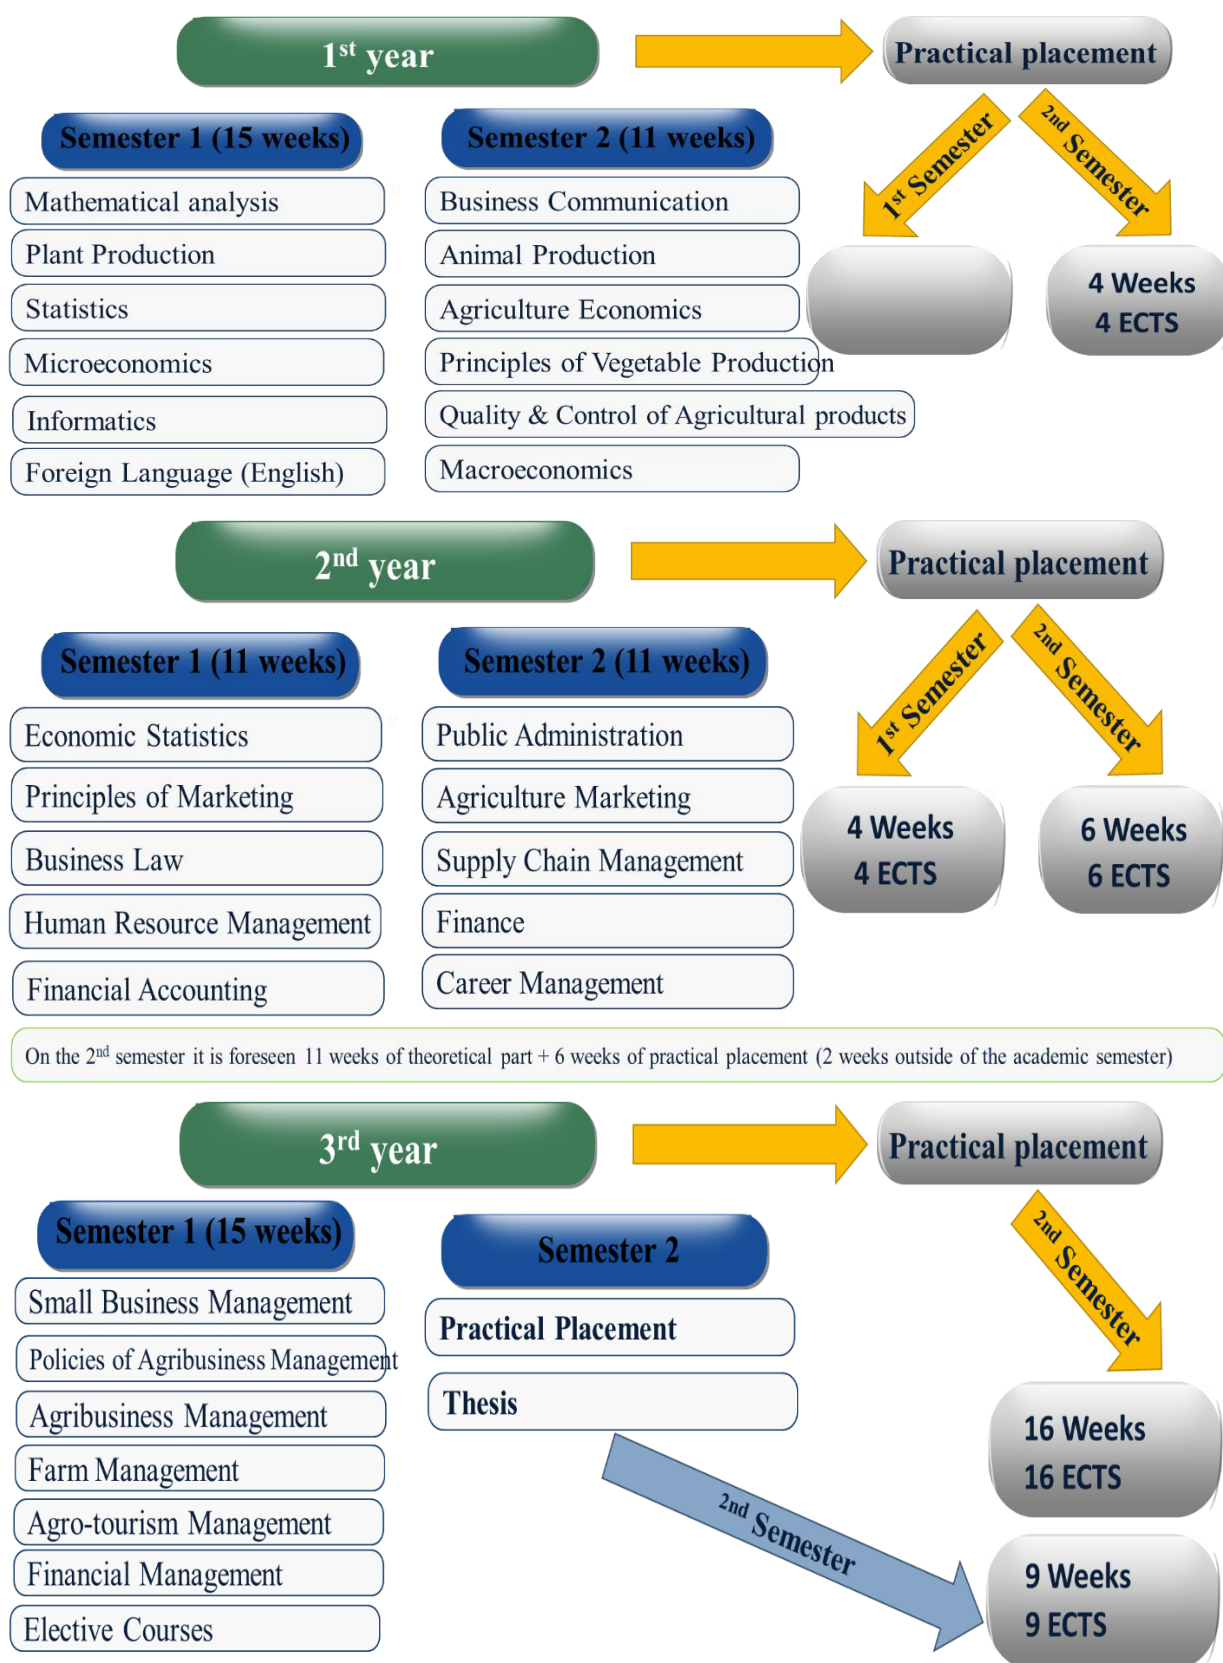 1st year
Practical placement
Semester 1 (15 weeks)
Semester 2 (11 weeks)
1st Semester
2nd Semester
Mathematical analysis
Plant Production
Statistics
Microeconomics
Informatics
Foreign Language (English)
Business Communication
Animal Production
Agriculture Economics
Principles of Vegetable Production
Quality & Control of Agricultural products
Macroeconomics
4 Weeks
4 ECTS
2nd year
Practical placement
Semester 1 (11 weeks)
Semester 2 (11 weeks)
1st Semester
2nd Semester
Economic Statistics
Principles of Marketing
Business Law
Human Resource Management
Financial Accounting
Public Administration
Agriculture Marketing
Supply Chain Management
Finance
Career Management
4 Weeks
4 ECTS
6 Weeks
6 ECTS
On the 2nd semester it is foreseen 11 weeks of theoretical part + 6 weeks of practical placement (2 weeks outside of the academic semester)
3rd year
Practical placement
Semester 1 (15 weeks)
Semester 2
2nd Semester
Small Business Management
Policies of Agribusiness Management
Agribusiness Management
Farm Management
Agro-tourism Management
Financial Management
Elective Courses
Practical Placement
Thesis
2nd Semester
16 Weeks
16 ECTS
9 Weeks
9 ECTS